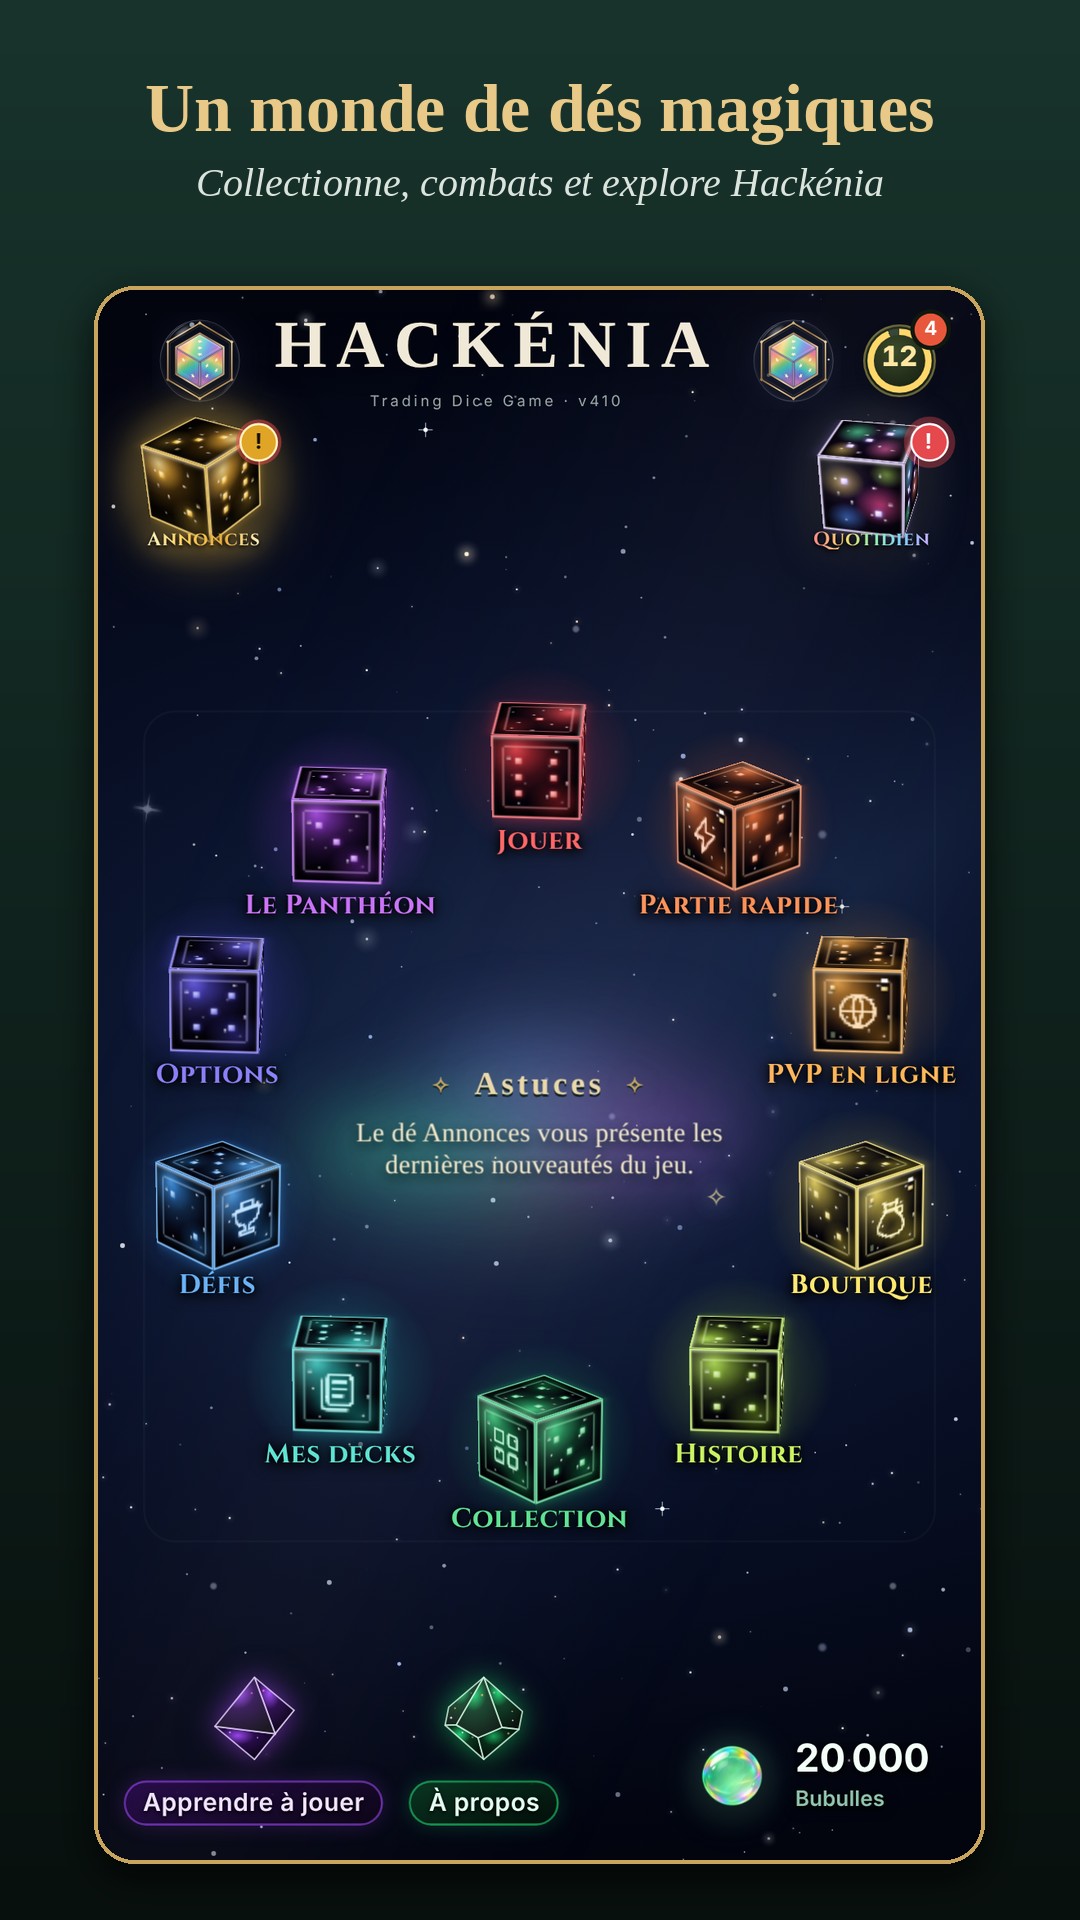 Un monde de dés magiques
Collectionne, combats et explore Hackénia
HACKÉNIA
Trading Dice Game · v410
12
4
!
Annonces
!
Quotidien
Jouer
Le Panthéon
Partie rapide
Options
PVP en ligne
✧ Astuces ✧
Le dé Annonces vous présente les
dernières nouveautés du jeu.
Défis
Boutique
Mes decks
Histoire
Collection
Apprendre à jouer
À propos
20 000
Bubulles